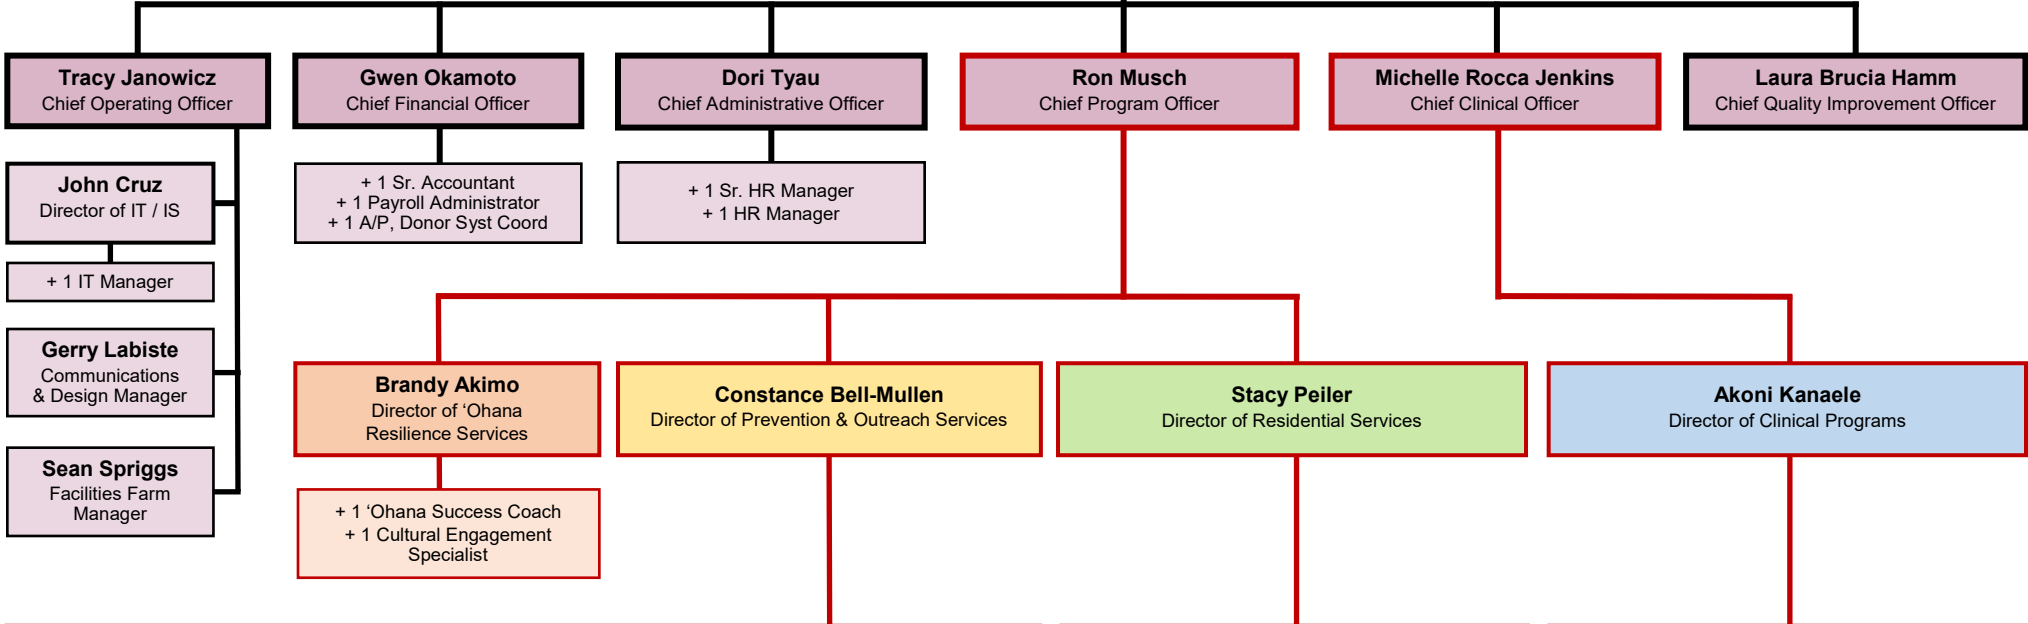 Tracy Janowicz
Chief Operating Officer
Gwen Okamoto
Chief Financial Officer
Dori Tyau
Chief Administrative Officer
Ron Musch
Chief Program Officer
Michelle Rocca Jenkins
Chief Clinical Officer
Laura Brucia Hamm
Chief Quality Improvement Officer
John Cruz
Director of IT / IS
+ 1 IT Manager
Gerry Labiste
Communications
& Design Manager
Sean Spriggs
Facilities Farm
Manager
+ 1 Sr. Accountant
+ 1 Payroll Administrator
+ 1 A/P, Donor Syst Coord
+ 1 Sr. HR Manager
+ 1 HR Manager
Brandy Akimo
Director of ‘Ohana
Resilience Services
+ 1 ‘Ohana Success Coach
+ 1 Cultural Engagement
Specialist
Constance Bell-Mullen
Director of Prevention & Outreach Services
Stacy Peiler
Director of Residential Services
Akoni Kanaele
Director of Clinical Programs